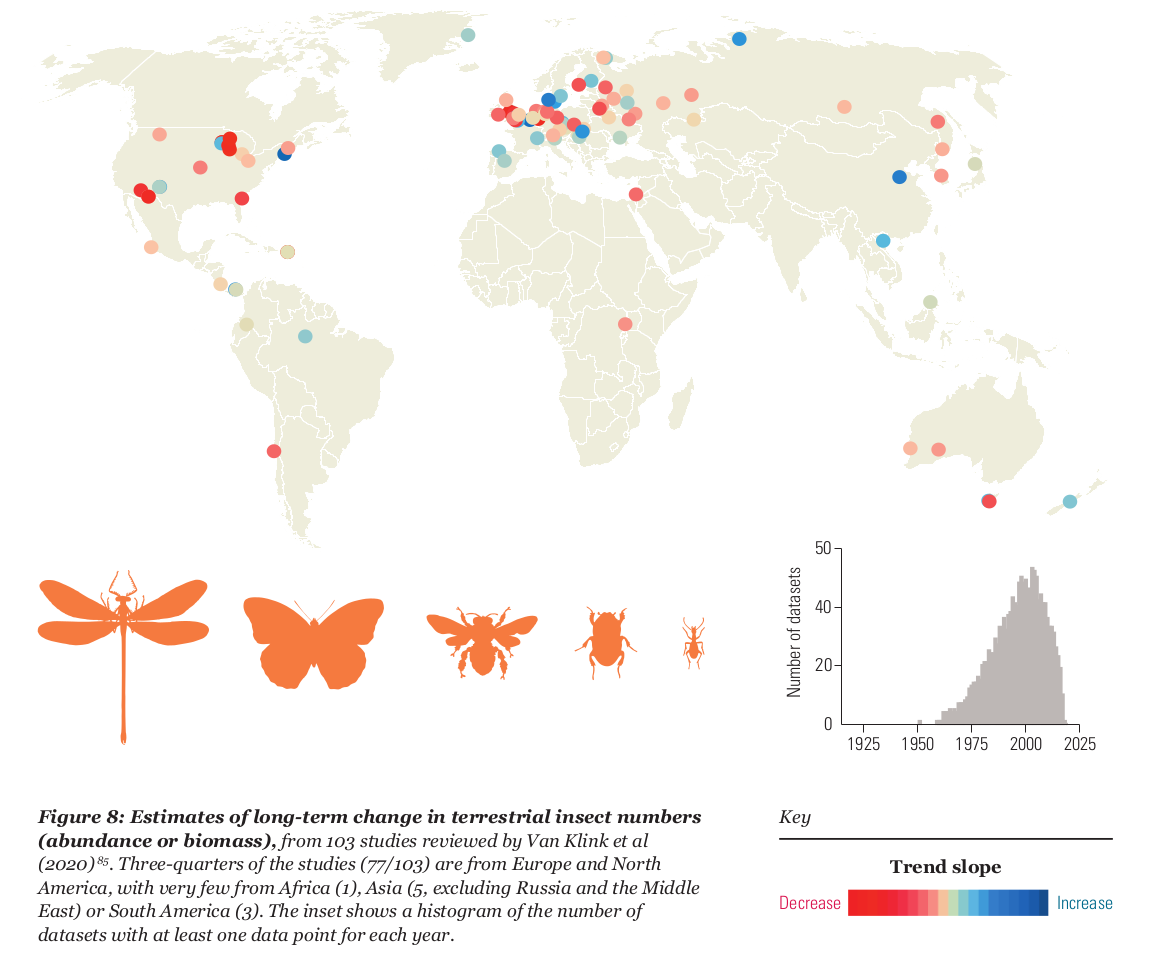 50
40
20
0
Number of datasets
1925 1950 1975 2000 2025
Figure 8: Estimates of long-term change in terrestrial insect numbers
(abundance or biomass), from 103 studies reviewed by Van Klink et al
(2020)⁸⁵. Three-quarters of the studies (77/103) are from Europe and North
America, with very few from Africa (1), Asia (5, excluding Russia and the Middle
East) or South America (3). The inset shows a histogram of the number of
datasets with at least one data point for each year.
Key
Trend slope
Decrease Increase